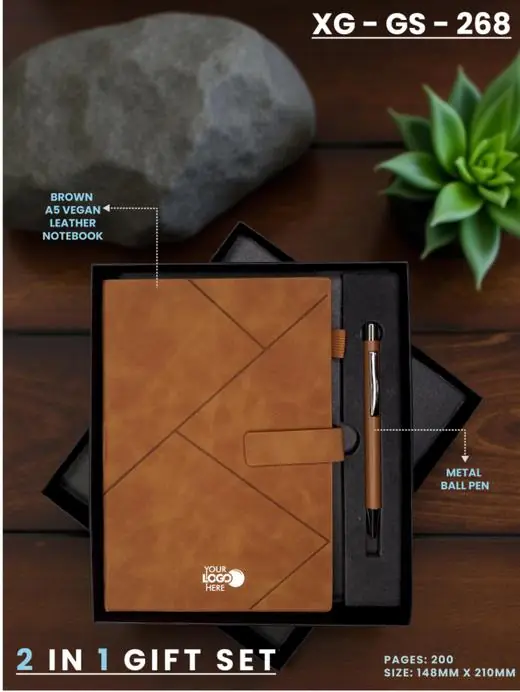 XG - GS - 268
BROWN
A5 VEGAN
LEATHER
NOTEBOOK
METAL
BALL PEN
YOUR
LOGO
HERE
2 IN 1 GIFT SET
PAGES: 200
SIZE: 148MM X 210MM